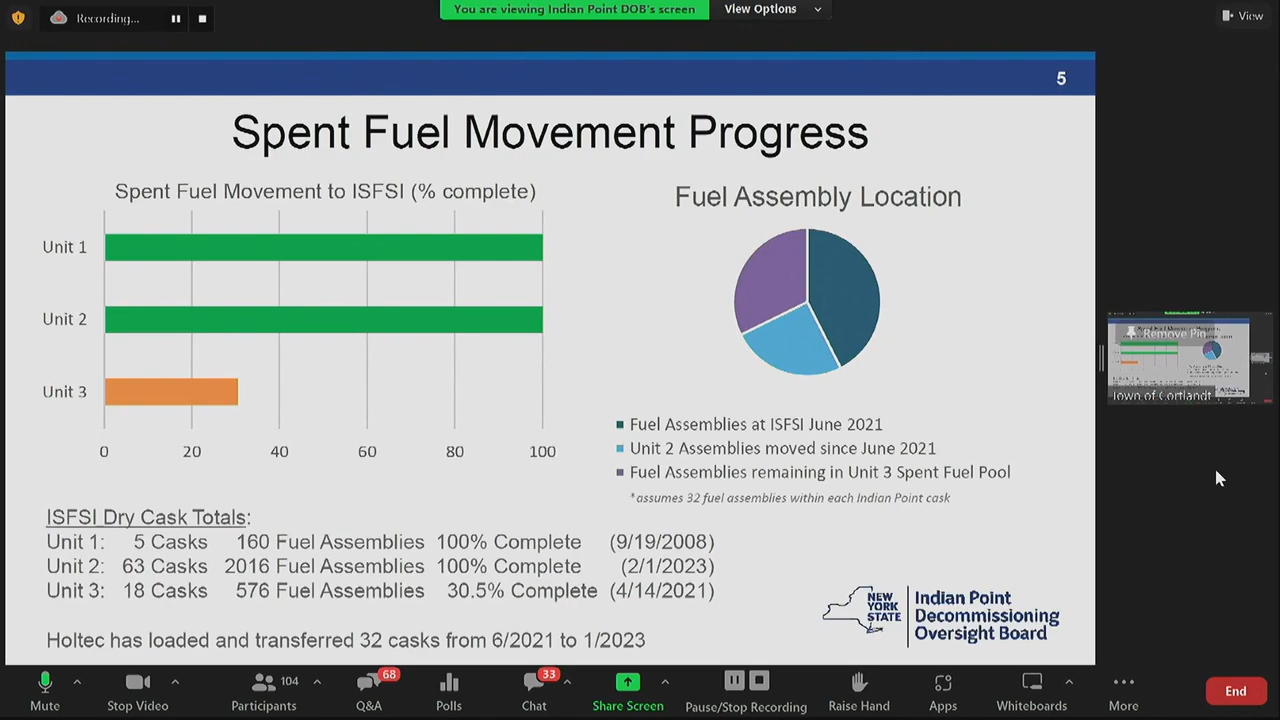 Recording...
You are viewing Indian Point DOB's screen
View Options
View
5
Spent Fuel Movement Progress
Spent Fuel Movement to ISFSI (% complete)
Unit 1
Unit 2
Unit 3
0 20 40 60 80 100
Fuel Assembly Location
Fuel Assemblies at ISFSI June 2021
Unit 2 Assemblies moved since June 2021
Fuel Assemblies remaining in Unit 3 Spent Fuel Pool
*assumes 32 fuel assemblies within each Indian Point cask
ISFSI Dry Cask Totals:
Unit 1: 5 Casks 160 Fuel Assemblies 100% Complete (9/19/2008)
Unit 2: 63 Casks 2016 Fuel Assemblies 100% Complete (2/1/2023)
Unit 3: 18 Casks 576 Fuel Assemblies 30.5% Complete (4/14/2021)
Holtec has loaded and transferred 32 casks from 6/2021 to 1/2023
NEW
YORK
STATE
Indian Point
Decommissioning
Oversight Board
Remove Pin
Town of Cortlandt
Mute
Stop Video
104
Participants
68
Q&A
Polls
33
Chat
Share Screen
Pause/Stop Recording
Raise Hand
Apps
Whiteboards
More
End